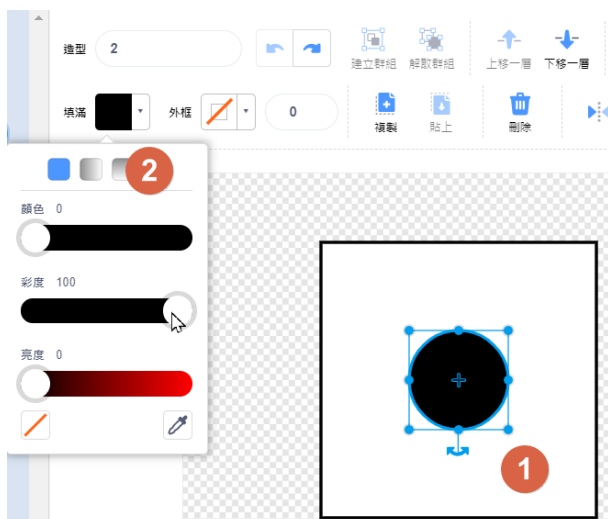 造型 2
建立群組 解散群組 上移一層 下移一層
填滿 外框 0
複製 貼上 刪除
2
顏色 0
彩度 100
亮度 0
1